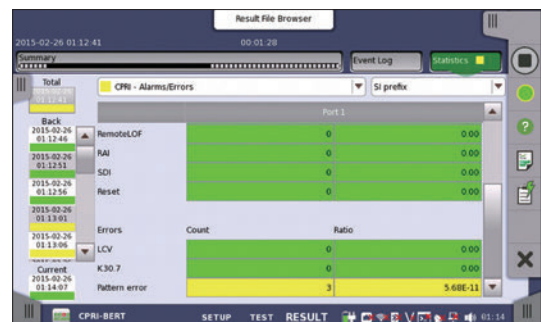 Result File Browser
2015-02-26 01:12:41 00:01:28
Summary Event Log Statistics
Total CPRI - Alarms/Errors SI prefix
01:12:41
Port 1
Back
2015-02-26 01:12:46
RemoteLOF 0 0.00
2015-02-26 01:12:51
RAI 0 0.00
SDI 0 0.00
2015-02-26 01:12:56
Reset 0 0.00
2015-02-26 01:13:01
Errors Count Ratio
2015-02-26 01:13:06
LCV 0 0.00
Current
K30.7 0 0.00
2015-02-26 01:14:07
Pattern error 3 5.68E-11
CPRI-BERT SETUP TEST RESULT 01:14